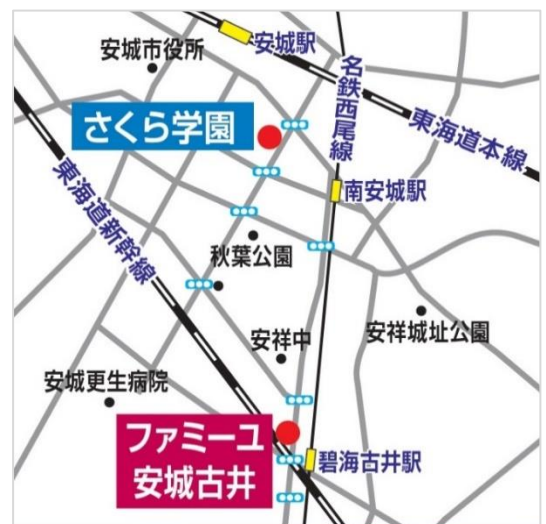 安城駅
安城市役所
名鉄西尾線
さくら学園
東海道本線
東海道新幹線
南安城駅
秋葉公園
安祥中
安祥城址公園
安城更生病院
ファミーユ
安城古井
碧海古井駅